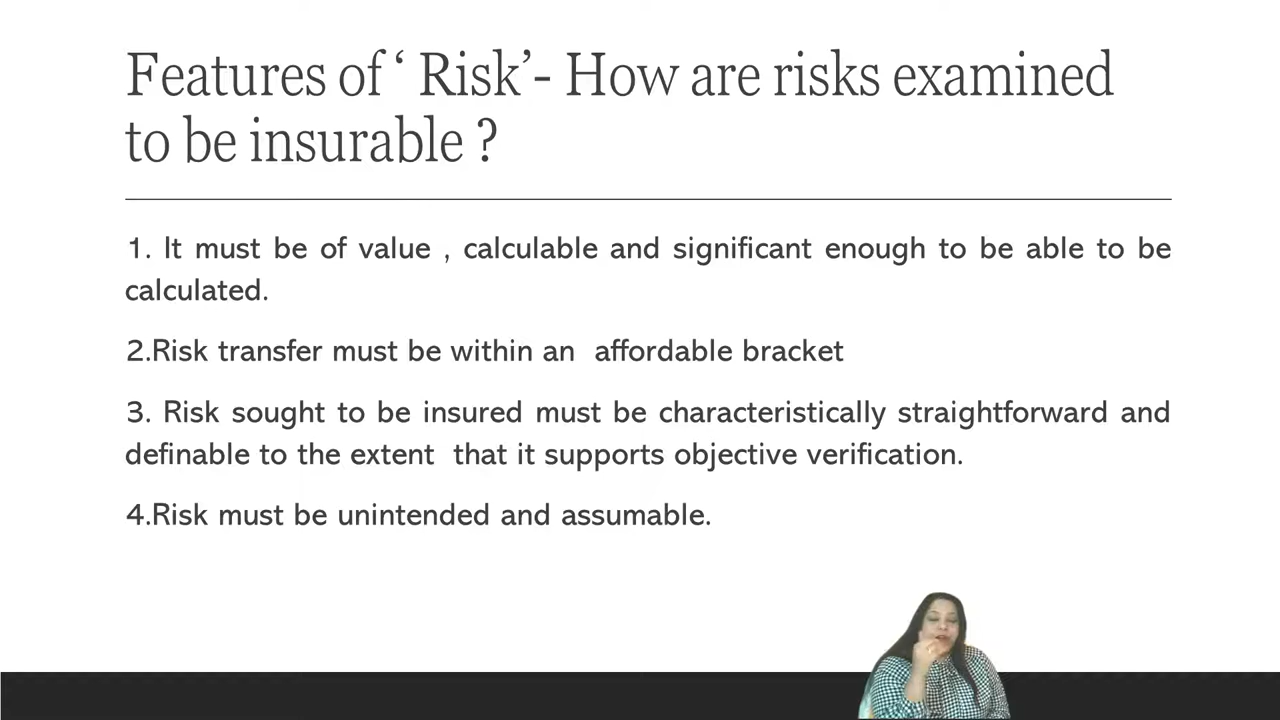 Features of ‘ Risk’- How are risks examined
to be insurable ?
1. It must be of value , calculable and significant enough to be able to be
calculated.
2.Risk transfer must be within an affordable bracket
3. Risk sought to be insured must be characteristically straightforward and
definable to the extent that it supports objective verification.
4.Risk must be unintended and assumable.